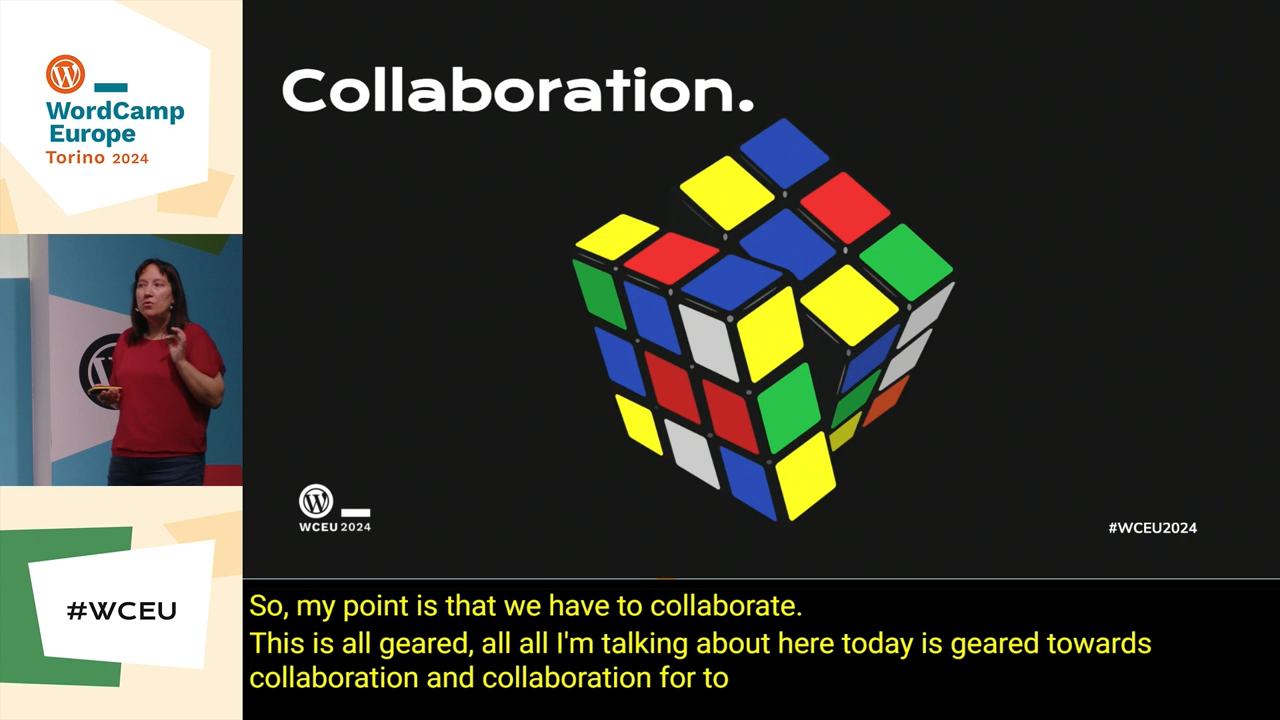 WordCamp
Europe
Torino 2024
Collaboration.
WCEU 2024
#WCEU2024
#WCEU
So, my point is that we have to collaborate.
This is all geared, all all I'm talking about here today is geared towards
collaboration and collaboration for to